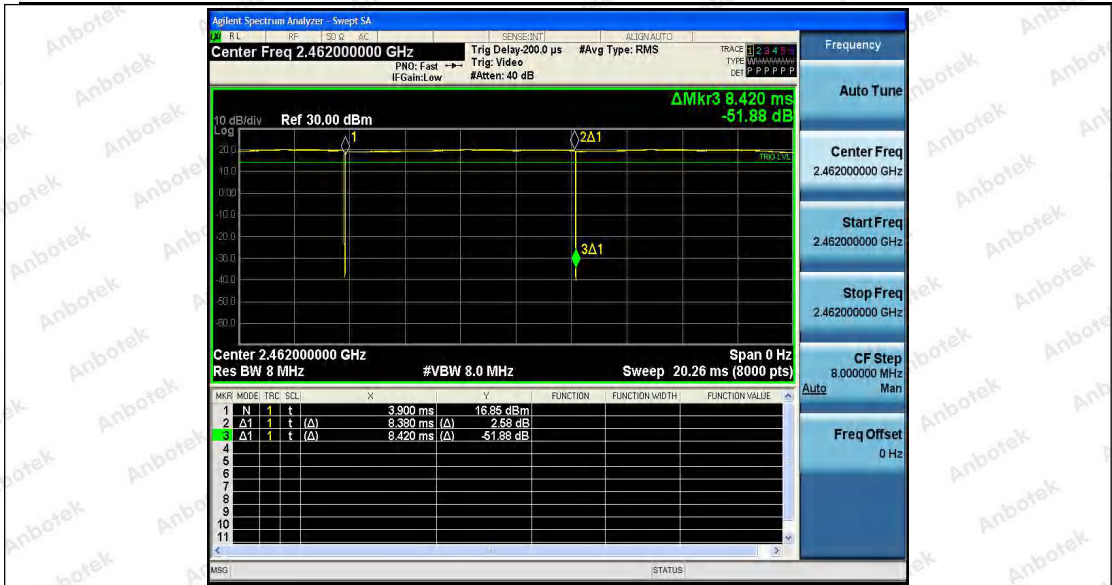 Agilent Spectrum Analyzer - Swept SA
LXI RL RF 50 Ω AC SENSE:INT ALIGN AUTO
Center Freq 2.462000000 GHz
PNO: Fast
IFGain:Low
Trig Delay-200.0 µs
Trig: Video
#Atten: 40 dB
#Avg Type: RMS
TRACE 1 2 3 4 5 6
TYPE WWWWWW
DET P P P P P P
ΔMkr3 8.420 ms
-51.88 dB
10 dB/div Ref 30.00 dBm
Log
1
2Δ1
20.0
TRIG LVL
10.0
0.00
-10.0
-20.0
3Δ1
-30.0
-40.0
-50.0
-60.0
Center 2.462000000 GHz Span 0 Hz
Res BW 8 MHz #VBW 8.0 MHz Sweep 20.26 ms (8000 pts)
MKR MODE TRC SCL X Y FUNCTION FUNCTION WIDTH FUNCTION VALUE
1 N 1 t 3.900 ms 16.85 dBm
2 Δ1 1 t (Δ) 8.380 ms (Δ) 2.58 dB
3 Δ1 1 t (Δ) 8.420 ms (Δ) -51.88 dB
4
5
6
7
8
9
10
11
MSG STATUS
Frequency
Auto Tune
Center Freq
2.462000000 GHz
Start Freq
2.462000000 GHz
Stop Freq
2.462000000 GHz
CF Step
8.000000 MHz
Auto Man
Freq Offset
0 Hz
Anbotek